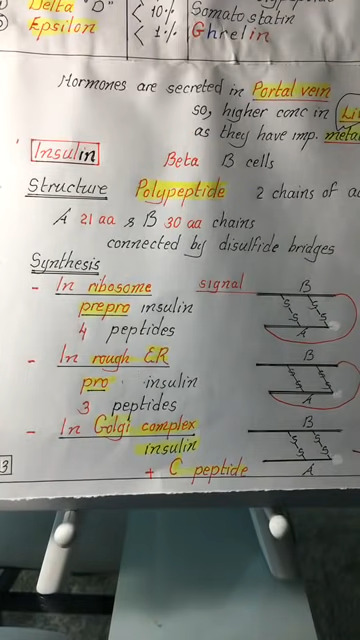 Delta "D" < 10% Somatostatin
Epsilon < 1% Ghrelin
Hormones are secreted in Portal vein
so, higher conc in
as they have imp.
Insulin Beta B cells
Structure Polypeptide 2 chains of
A 21 aa & B 30 aa chains
connected by disulfide bridges
Synthesis
- In ribosome signal B
prepro insulin S S S S
4 peptides A
- In rough ER B
pro insulin S S S S
3 peptides A
- In Golgi complex B
insulin S S S S
+ C peptide A
3